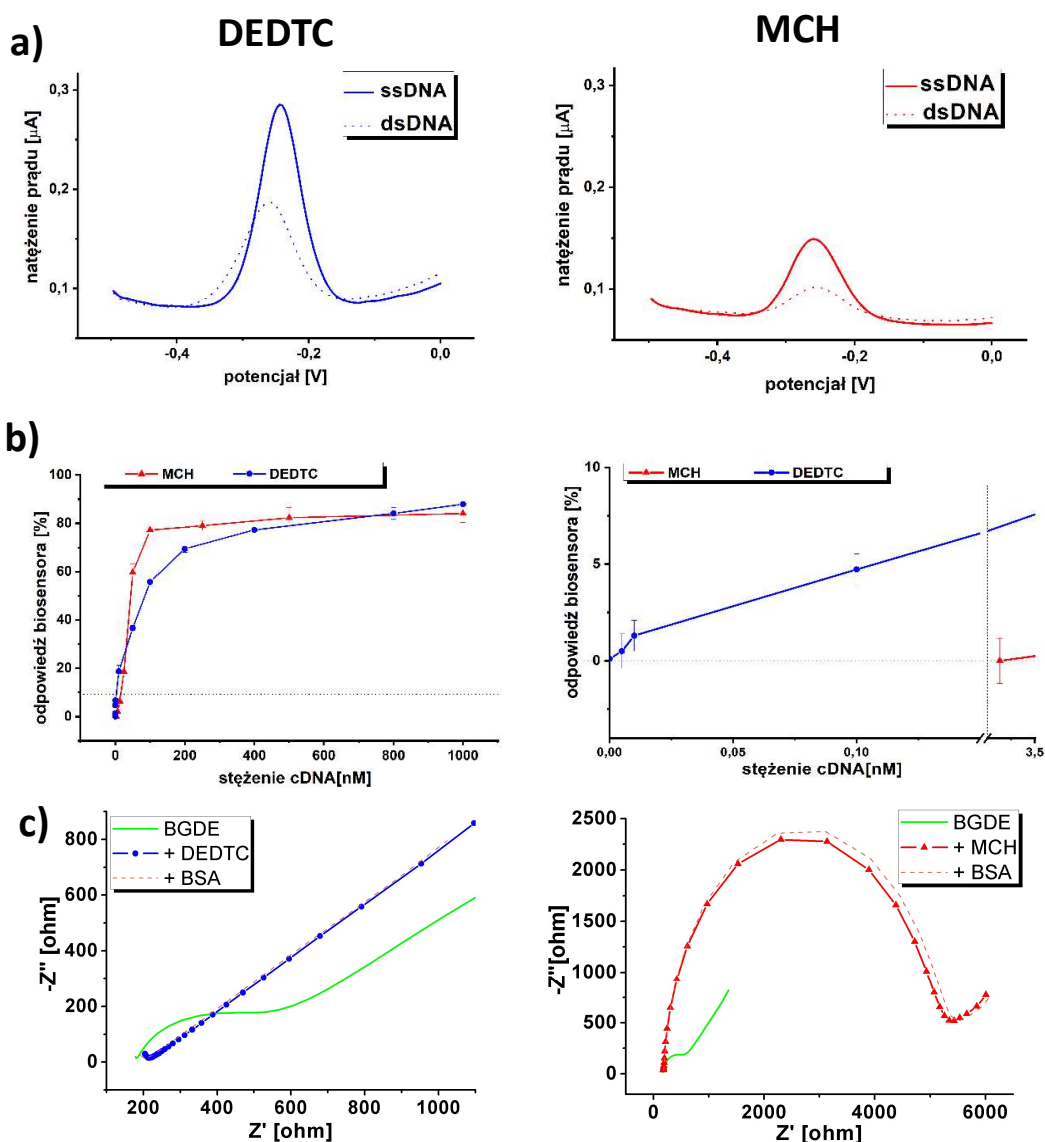 a)
DEDTC
MCH
0,3
0,2
0,1
natężenie prądu [µA]
ssDNA
dsDNA
-0,4
-0,2
0,0
potencjał [V]
0,3
0,2
0,1
natężenie prądu [µA]
ssDNA
dsDNA
-0,4
-0,2
0,0
potencjał [V]
b)
MCH
DEDTC
100
80
60
40
20
0
odpowiedź biosensora [%]
0
200
400
600
800
1000
stężenie cDNA[nM]
MCH
DEDTC
10
5
0
odpowiedź biosensora [%]
0,00
0,05
0,10
3,5
stężenie cDNA[nM]
c)
BGDE
+ DEDTC
+ BSA
800
600
400
200
0
-Z'' [ohm]
200
400
600
800
1000
Z' [ohm]
BGDE
+ MCH
+ BSA
2500
2000
1500
1000
500
0
-Z''[ohm]
0
2000
4000
6000
Z' [ohm]